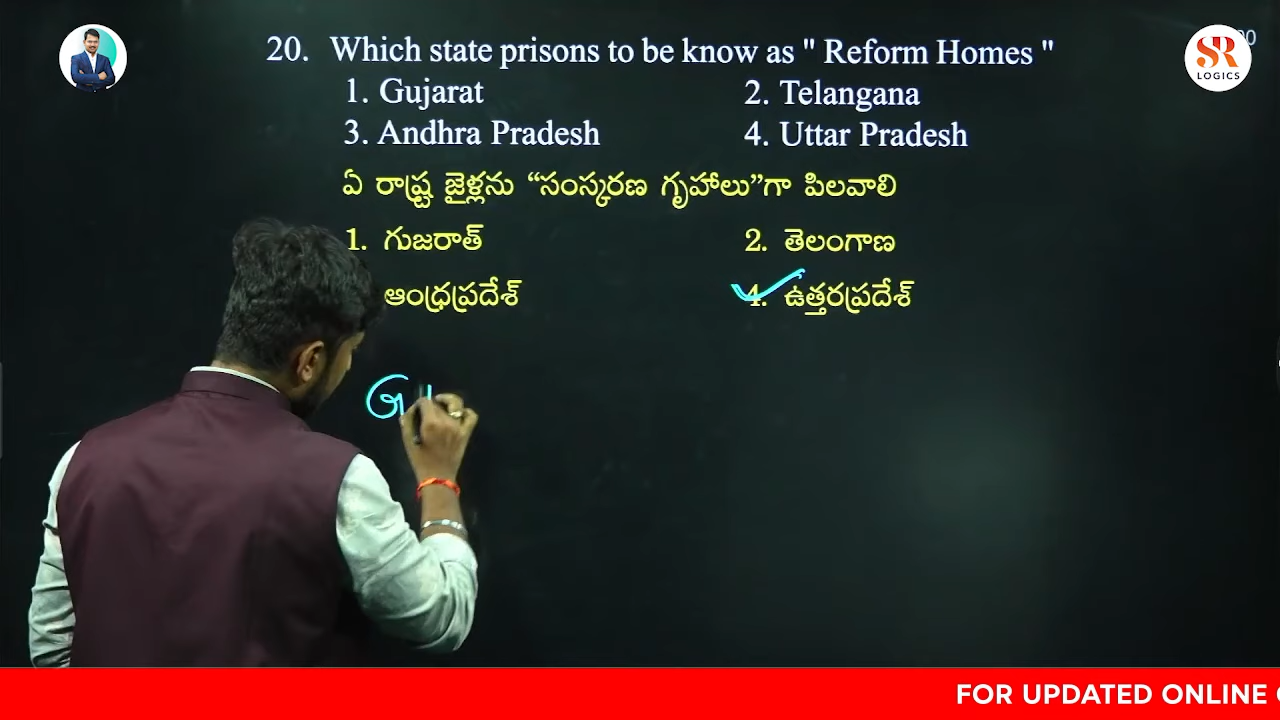 20. Which state prisons to be know as " Reform Homes "
1. Gujarat 2. Telangana
3. Andhra Pradesh 4. Uttar Pradesh
ఏ రాష్ట్ర జైళ్లను “సంస్కరణ గృహాలు”గా పిలవాలి
1. గుజరాత్ 2. తెలంగాణ
ఆంధ్రప్రదేశ్ 4. ఉత్తరప్రదేశ్
G
SR
LOGICS
FOR UPDATED ONLINE